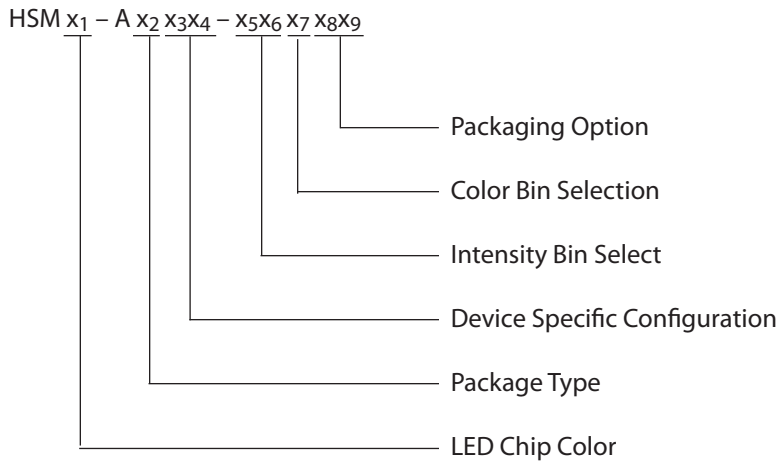 HSM x1 – A x2 x3x4 – x5x6 x7 x8x9
Packaging Option
Color Bin Selection
Intensity Bin Select
Device Specific Configuration
Package Type
LED Chip Color